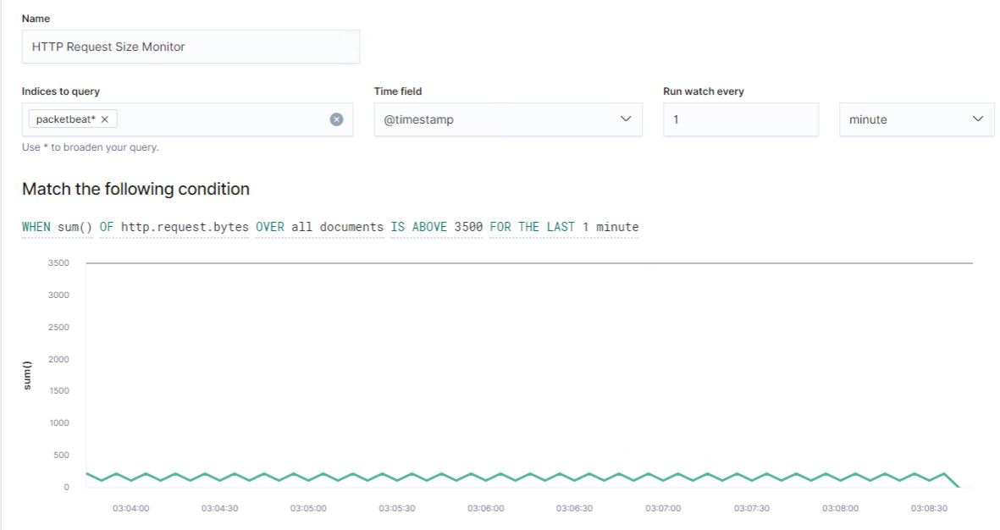 Name
HTTP Request Size Monitor
Indices to query Time field Run watch every
packetbeat* × @timestamp 1 minute
Use * to broaden your query.
Match the following condition
WHEN sum() OF http.request.bytes OVER all documents IS ABOVE 3500 FOR THE LAST 1 minute
3500
3000
2500
2000
1500
1000
500
0
sum()
03:04:00 03:04:30 03:05:00 03:05:30 03:06:00 03:06:30 03:07:00 03:07:30 03:08:00 03:08:30